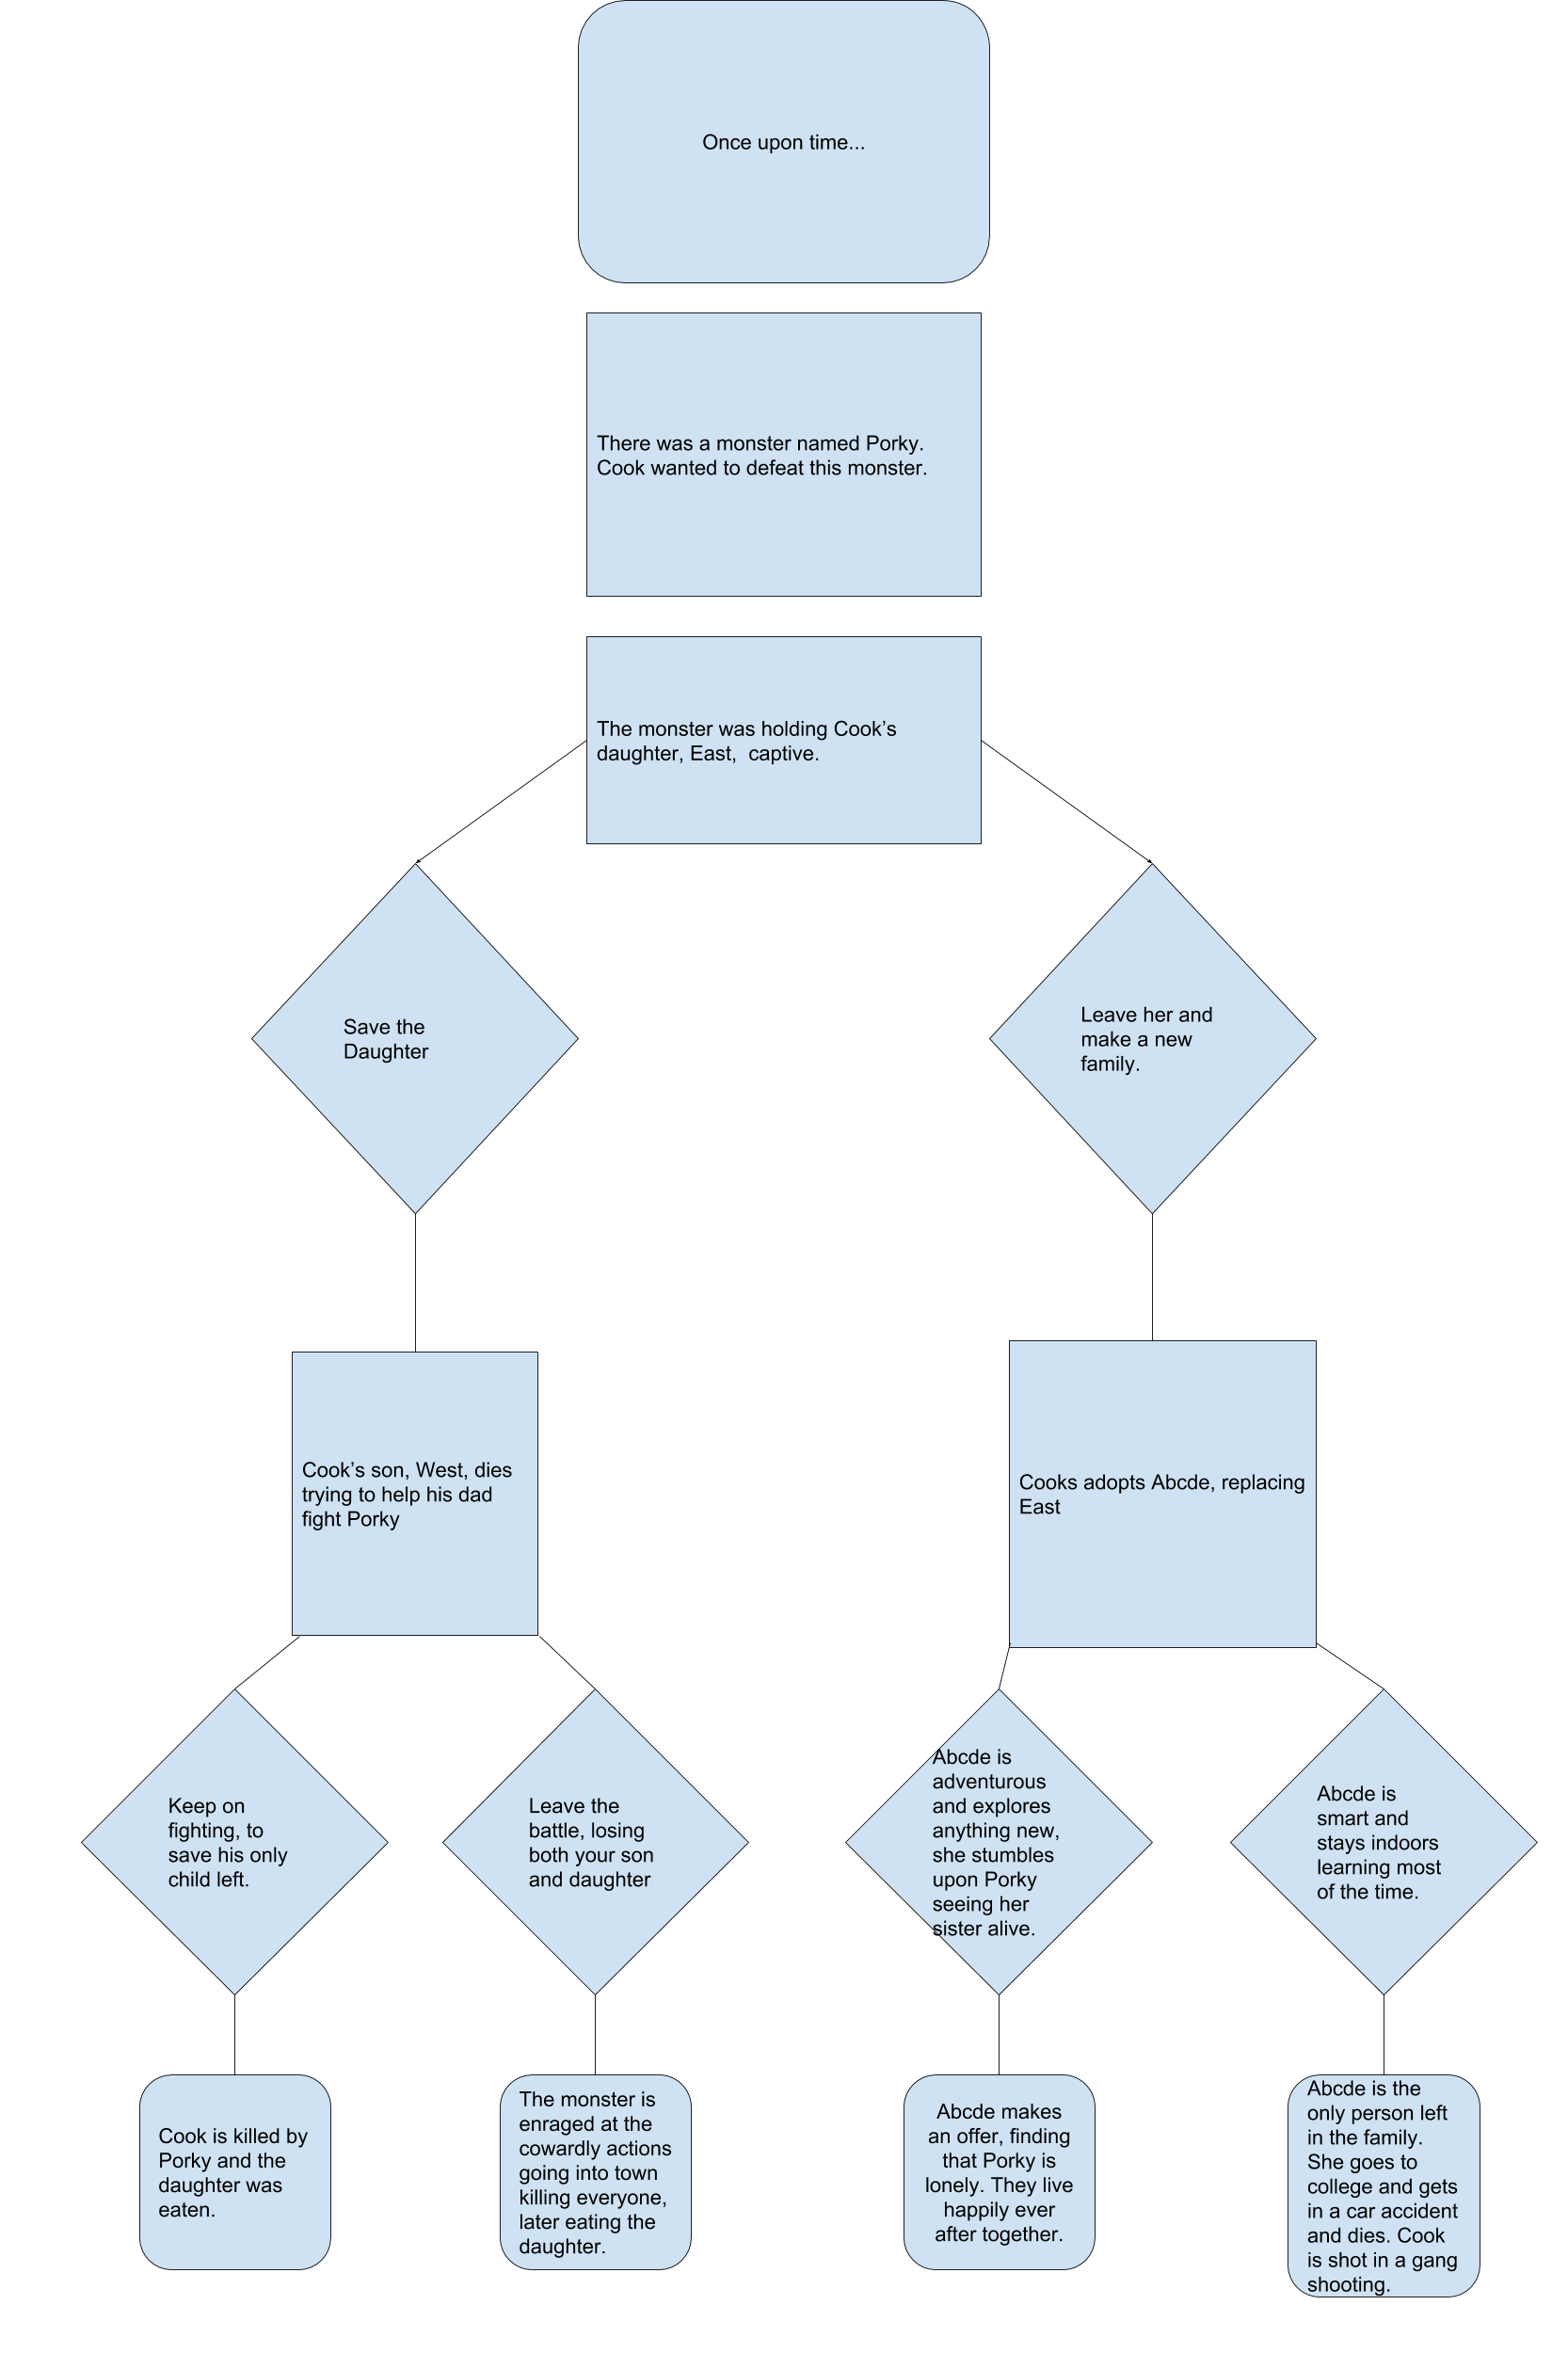 Once upon time...
There was a monster named Porky.
Cook wanted to defeat this monster.
The monster was holding Cook’s
daughter, East,  captive.
Save the
Daughter
Leave her and
make a new
family.
Cook’s son, West, dies
trying to help his dad
fight Porky
Cooks adopts Abcde, replacing
East
Keep on
fighting, to
save his only
child left.
Leave the
battle, losing
both your son
and daughter
Abcde is
adventurous
and explores
anything new,
she stumbles
upon Porky
seeing her
sister alive.
Abcde is
smart and
stays indoors
learning most
of the time.
Cook is killed by
Porky and the
daughter was
eaten.
The monster is
enraged at the
cowardly actions
going into town
killing everyone,
later eating the
daughter.
Abcde makes
an offer, finding
that Porky is
lonely. They live
happily ever
after together.
Abcde is the
only person left
in the family.
She goes to
college and gets
in a car accident
and dies. Cook
is shot in a gang
shooting.